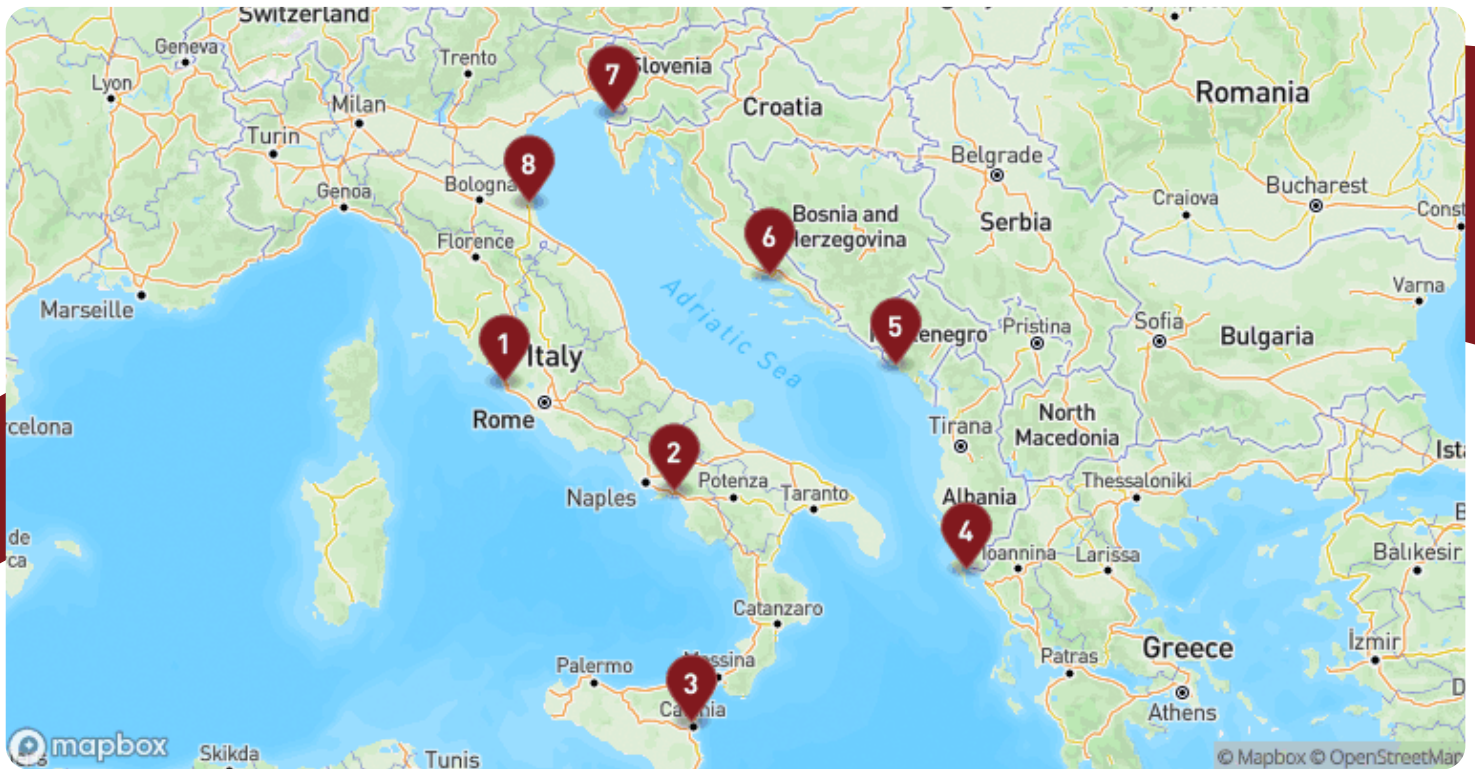 Switzerland
Geneva
Trento
7
Slovenia
Romania
Lyon
Milan
Croatia
Turin
8
Belgrade
Bologna
Genoa
Craiova
Bucharest
Const
Bosnia and
Herzegovina
Serbia
6
Florence
Adriatic Sea
Varna
Marseille
5
Montenegro
Pristina
Sofia
Bulgaria
1
Italy
Rome
rcelona
Tirana
North
Macedonia
Ista
2
Naples
Potenza
Taranto
Albania
Thessaloniki
B
4
Ioannina
Larissa
Balıkesir
de
ca
Catanzaro
Palermo
Messina
3
Catania
Patras
Greece
İzmir
Athens
D
mapbox
Skikda
Tunis
© Mapbox © OpenStreetMap